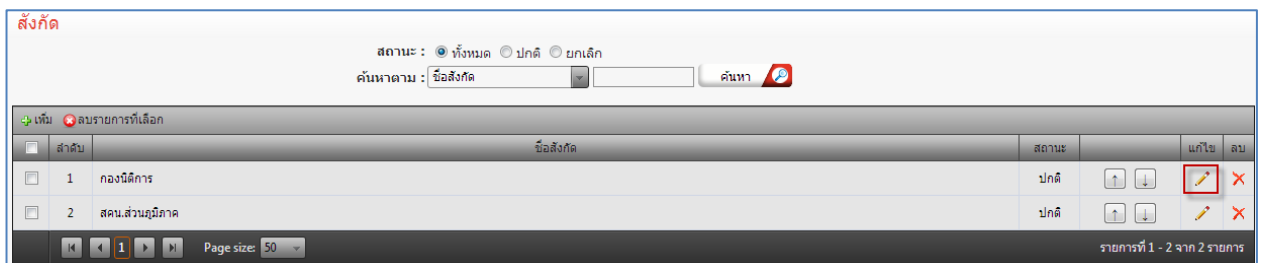 สังกัด
สถานะ : ทั้งหมด ปกติ ยกเลิก
ค้นหาตาม : ชื่อสังกัด ค้นหา
เพิ่ม ลบรายการที่เลือก
ลำดับ ชื่อสังกัด สถานะ แก้ไข ลบ
1 กองนิติการ ปกติ
2 สคน.ส่วนภูมิภาค ปกติ
1 Page size: 50 รายการที่ 1 - 2 จาก 2 รายการ